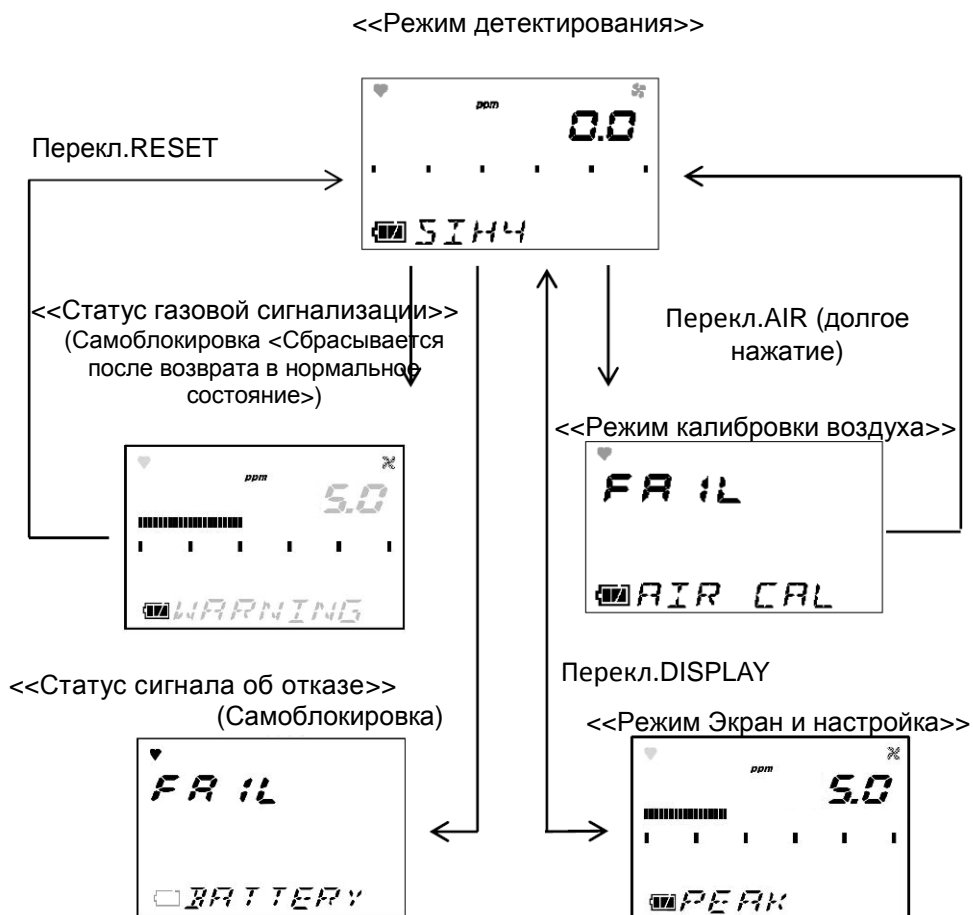 <<Режим детектирования>>
ppm
0.0
SIH4
Перекл.RESET
<<Статус газовой сигнализации>>
(Самоблокировка <Сбрасывается
после возврата в нормальное
состояние>)
ppm
5.0
WARNING
Перекл.AIR (долгое
нажатие)
<<Режим калибровки воздуха>>
FAIL
AIR CAL
<<Статус сигнала об отказе>>
(Самоблокировка)
FAIL
BATTERY
Перекл.DISPLAY
<<Режим Экран и настройка>>
ppm
5.0
PEAK